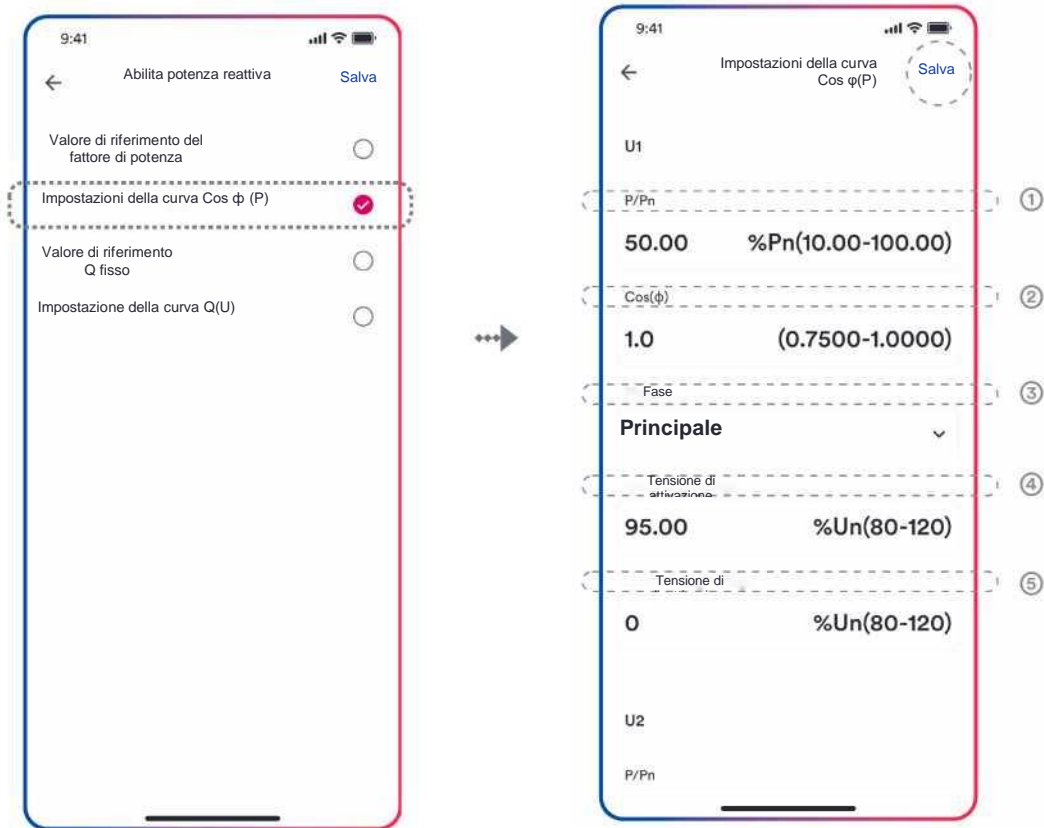 9:41
Abilita potenza reattiva
Salva
Valore di riferimento del
fattore di potenza
Impostazioni della curva Cos φ (P)
Valore di riferimento
Q fisso
Impostazione della curva Q(U)
9:41
Impostazioni della curva
Cos φ(P)
Salva
U1
P/Pn
①
50.00 %Pn(10.00-100.00)
Cos(φ)
②
1.0 (0.7500-1.0000)
Fase
③
Principale
Tensione di
attivazione
④
95.00 %Un(80-120)
Tensione di
⑤
0 %Un(80-120)
U2
P/Pn